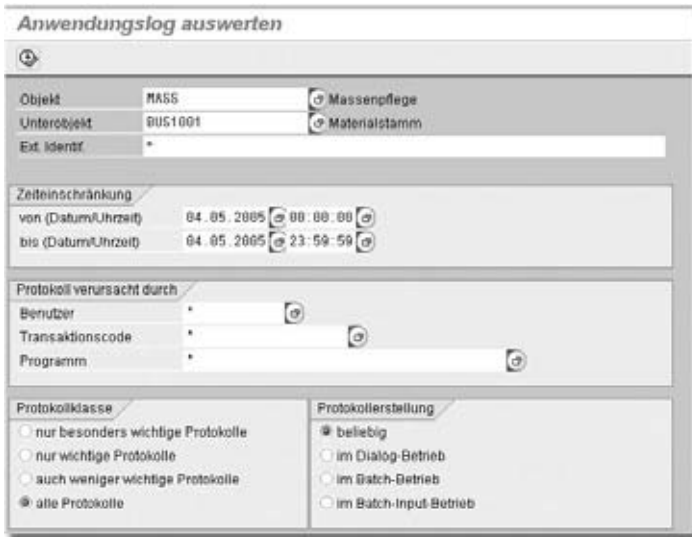 Anwendungslog auswerten
Objekt MASS Massenpflege
Unterobjekt BUS1001 Materialstamm
Ext. Identif. *
Zeiteinschränkung
von (Datum/Uhrzeit) 04.05.2005 00:00:00
bis (Datum/Uhrzeit) 04.05.2005 23:59:59
Protokoll verursacht durch
Benutzer *
Transaktionscode *
Programm *
Protokollklasse
nur besonders wichtige Protokolle
nur wichtige Protokolle
auch weniger wichtige Protokolle
alle Protokolle
Protokollerstellung
beliebig
im Dialog-Betrieb
im Batch-Betrieb
im Batch-Input-Betrieb